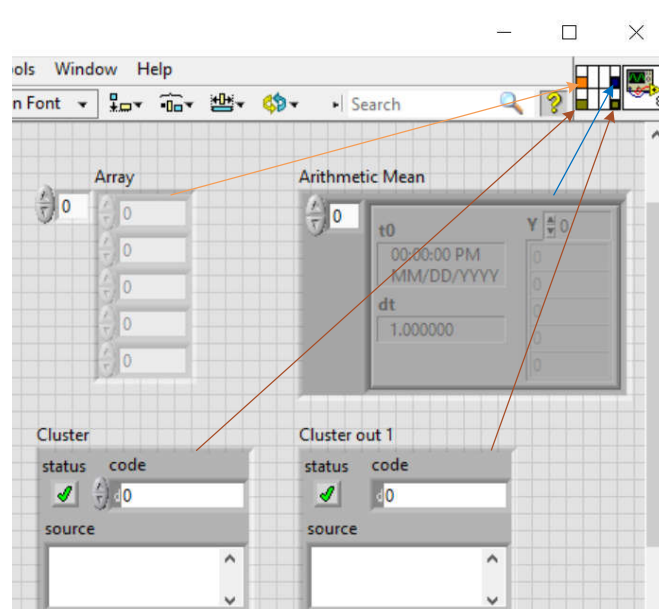 ols Window Help
n Font Search ?
Array Arithmetic Mean
0 0 0
t0 Y 0
00:00:00 PM 0
0
MM/DD/YYYY 0
0
dt 0
0 1.000000 0
0 0
Cluster Cluster out 1
status code status code
d 0 d 0
source source